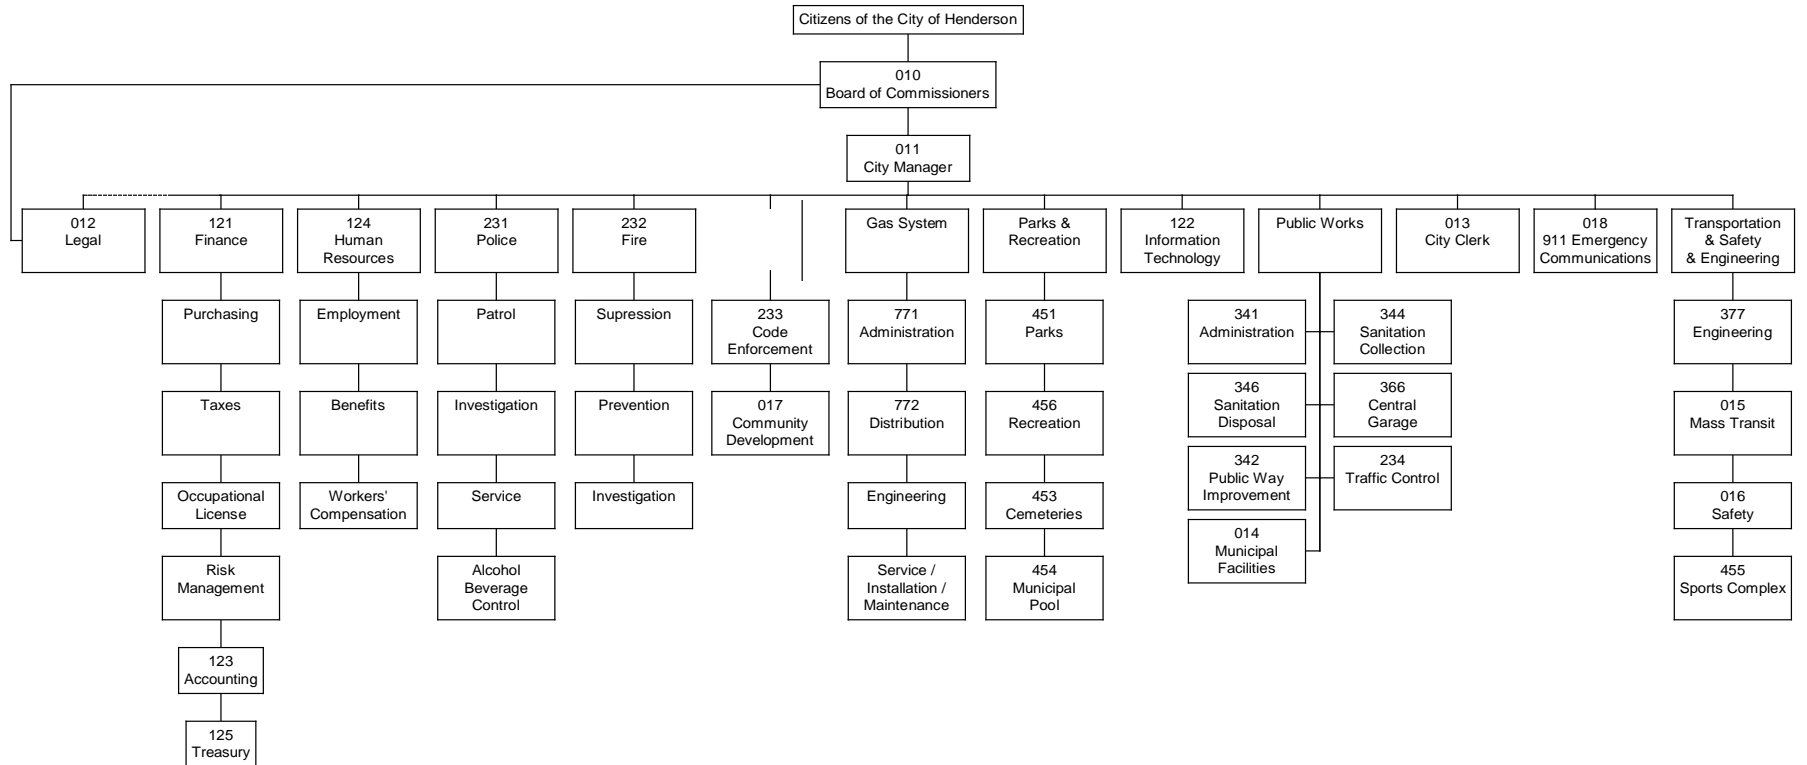 Citizens of the City of Henderson
010
Board of Commissioners
011
City Manager
012
Legal
121
Finance
124
Human
Resources
231
Police
232
Fire
Gas System
Parks &
Recreation
122
Information
Technology
Public Works
013
City Clerk
018
911 Emergency
Communications
Transportation
& Safety
& Engineering
Purchasing
Employment
Patrol
Supression
233
Code
Enforcement
771
Administration
451
Parks
341
Administration
344
Sanitation
Collection
377
Engineering
Taxes
Benefits
Investigation
Prevention
017
Community
Development
772
Distribution
456
Recreation
346
Sanitation
Disposal
366
Central
Garage
015
Mass Transit
342
Public Way
Improvement
234
Traffic Control
Occupational
License
Workers'
Compensation
Service
Investigation
Engineering
453
Cemeteries
016
Safety
014
Municipal
Facilities
Risk
Management
Alcohol
Beverage
Control
Service /
Installation /
Maintenance
454
Municipal
Pool
455
Sports Complex
123
Accounting
125
Treasury